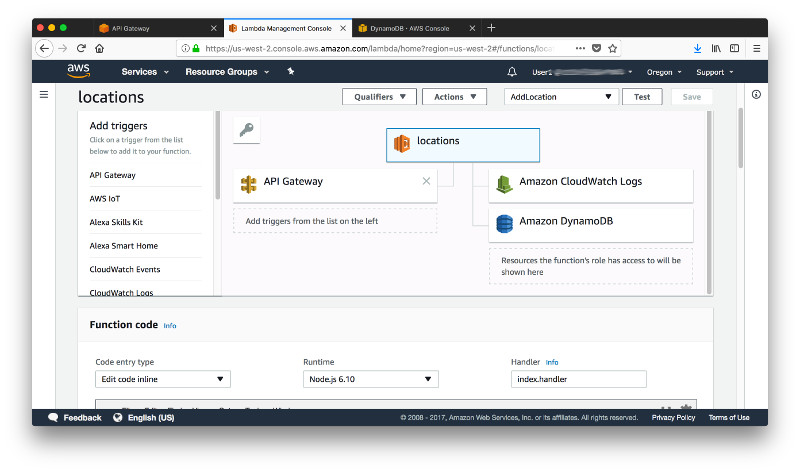 API Gateway
Lambda Management Console
DynamoDB · AWS Console
https://us-west-2.console.aws.amazon.com/lambda/home?region=us-west-2#/functions/loca
aws
Services
Resource Groups
User1
Oregon
Support
locations
Qualifiers
Actions
AddLocation
Test
Save
Add triggers
Click on a trigger from the list
below to add it to your function.
API Gateway
AWS IoT
Alexa Skills Kit
Alexa Smart Home
CloudWatch Events
CloudWatch Logs
locations
API Gateway
Add triggers from the list on the left
Amazon CloudWatch Logs
Amazon DynamoDB
Resources the function's role has access to will be
shown here
Function code Info
Code entry type
Edit code inline
Runtime
Node.js 6.10
Handler Info
index.handler
Feedback
English (US)
© 2008 - 2017, Amazon Web Services, Inc. or its affiliates. All rights reserved.
Privacy Policy
Terms of Use